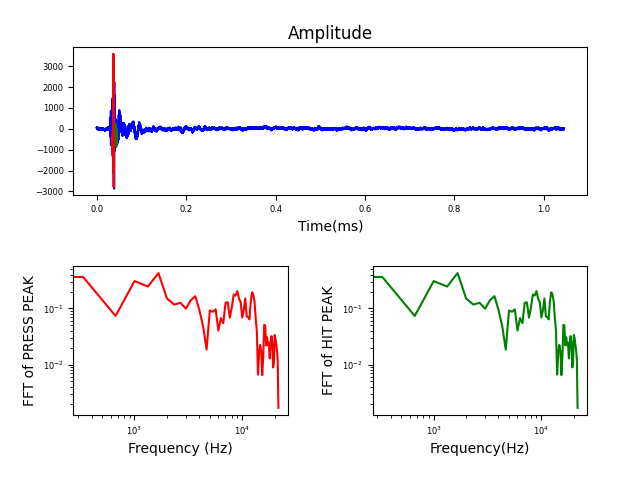 Amplitude
3000
2000
1000
0
−1000
−2000
−3000
0.0 0.2 0.4 0.6 0.8 1.0
Time(ms)
FFT of PRESS PEAK
10⁻¹
10⁻²
10³ 10⁴
Frequency (Hz)
FFT of HIT PEAK
10⁻¹
10⁻²
10³ 10⁴
Frequency(Hz)